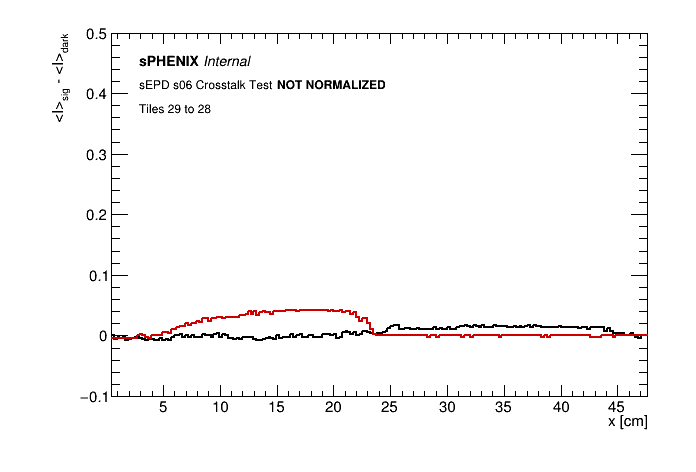 <I>sig - <I>dark
0.5
0.4
0.3
0.2
0.1
0
−0.1
sPHENIX Internal
sEPD s06 Crosstalk Test NOT NORMALIZED
Tiles 29 to 28
5 10 15 20 25 30 35 40 45
x [cm]